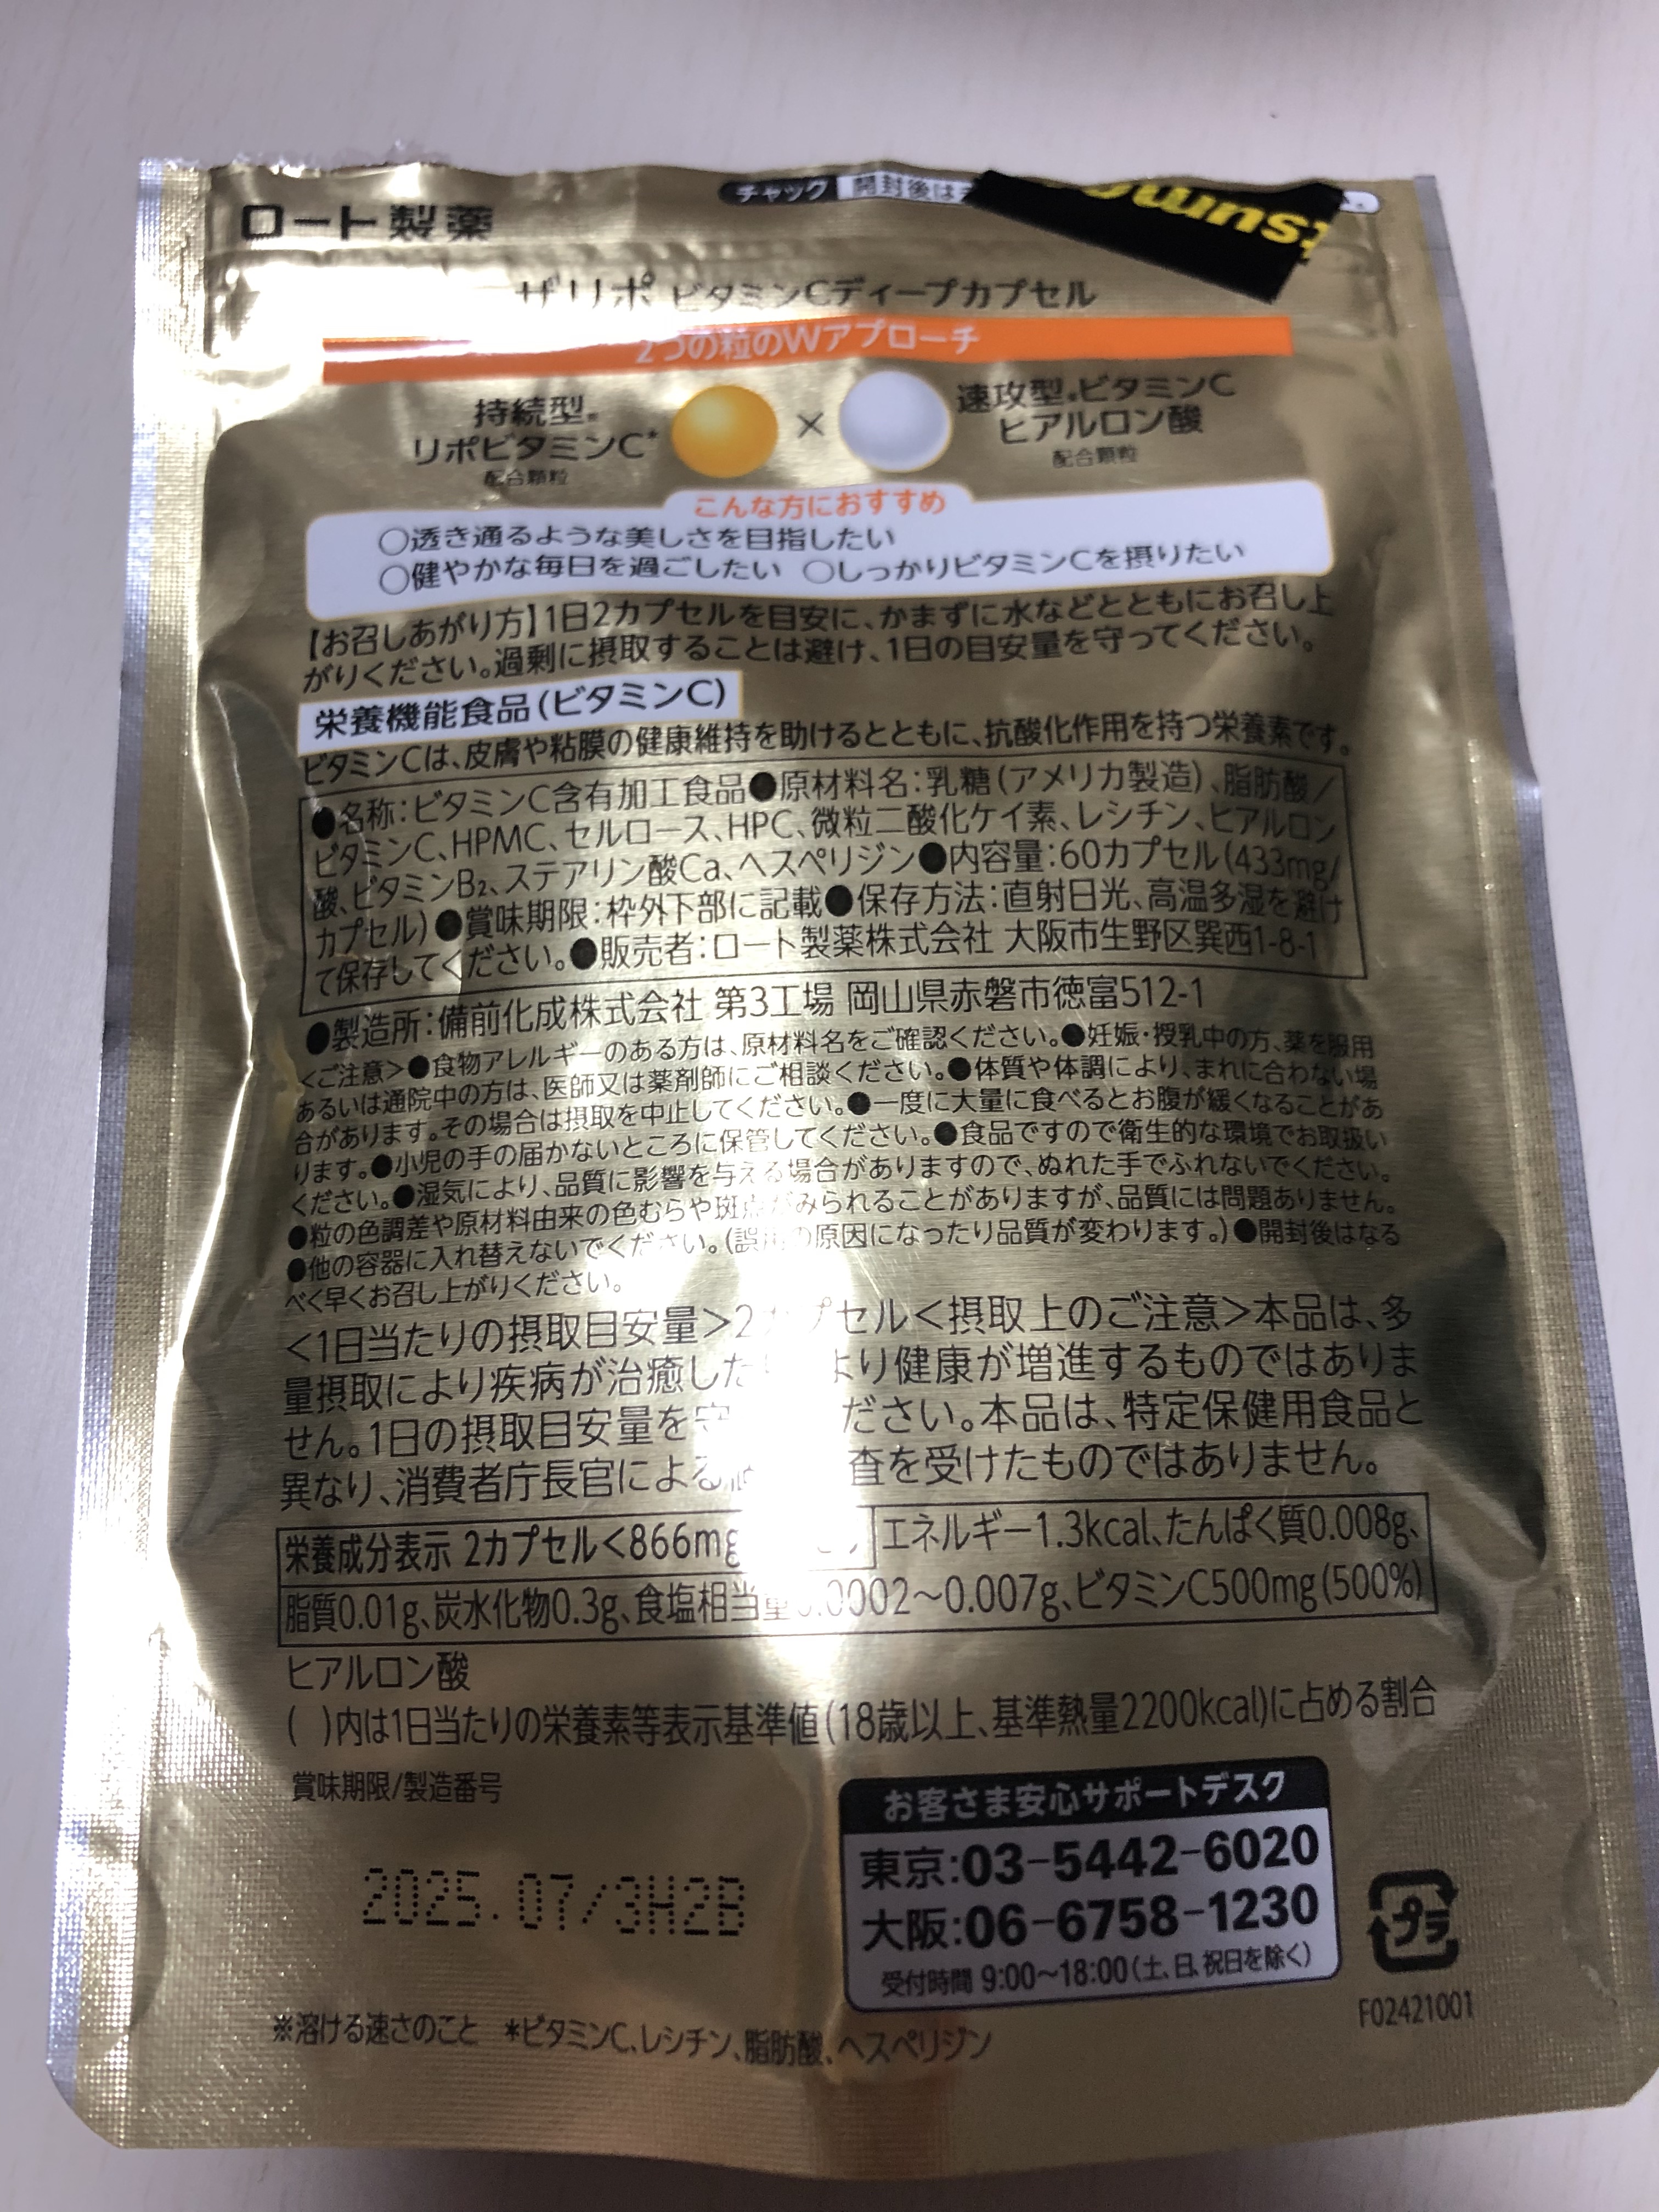 チャック 開封後は
ロート製薬
ザ リポ ビタミンCディープカプセル
2つの粒のWアプローチ
持続型※
リポビタミンC*
配合顆粒
×
速攻型※ビタミンC
ヒアルロン酸
配合顆粒
こんな方におすすめ
○透き通るような美しさを目指したい
○健やかな毎日を過ごしたい ○しっかりビタミンCを摂りたい
【お召しあがり方】1日2カプセルを目安に、かまずに水などとともにお召し上
がりください。過剰に摂取することは避け、1日の目安量を守ってください。
栄養機能食品(ビタミンC)
ビタミンCは、皮膚や粘膜の健康維持を助けるとともに、抗酸化作用を持つ栄養素です。
●名称:ビタミンC含有加工食品●原材料名:乳糖(アメリカ製造)、脂肪酸/
ビタミンC、HPMC、セルロース、HPC、微粒二酸化ケイ素、レシチン、ヒアルロン
酸、ビタミンB₂、ステアリン酸Ca、ヘスペリジン●内容量:60カプセル(433mg/
カプセル)●賞味期限:枠外下部に記載●保存方法:直射日光、高温多湿を避け
て保存してください。●販売者:ロート製薬株式会社 大阪市生野区巽西1-8-1
●製造所:備前化成株式会社 第3工場 岡山県赤磐市徳富512-1
<ご注意>●食物アレルギーのある方は、原材料名をご確認ください。●妊娠・授乳中の方、薬を服用
あるいは通院中の方は、医師又は薬剤師にご相談ください。●体質や体調により、まれに合わない場
合があります。その場合は摂取を中止してください。●一度に大量に食べるとお腹が緩くなることがあ
ります。●小児の手の届かないところに保管してください。●食品ですので衛生的な環境でお取扱い
ください。●湿気により、品質に影響を与える場合がありますので、ぬれた手でふれないでください。
●粒の色調差や原材料由来の色むらや斑点がみられることがありますが、品質には問題ありません。
●他の容器に入れ替えないでください。(誤用の原因になったり品質が変わります。)●開封後はなる
べく早くお召し上がりください。
<1日当たりの摂取目安量>2カプセル<摂取上のご注意>本品は、多
量摂取により疾病が治癒した より健康が増進するものではありま
せん。1日の摂取目安量を守 ださい。本品は、特定保健用食品と
異なり、消費者庁長官による 査を受けたものではありません。
栄養成分表示 2カプセル<866mg エネルギー1.3kcal、たんぱく質0.008g、
脂質0.01g、炭水化物0.3g、食塩相当量0.0002～0.007g、ビタミンC500mg(500%)
ヒアルロン酸
( )内は1日当たりの栄養素等表示基準値(18歳以上、基準熱量2200kcal)に占める割合
賞味期限/製造番号
2025.07/3H2B
お客さま安心サポートデスク
東京:03-5442-6020
大阪:06-6758-1230
受付時間 9:00～18:00(土、日、祝日を除く)
プラ
F02421001
※溶ける速さのこと *ビタミンC、レシチン、脂肪酸、ヘスペリジン